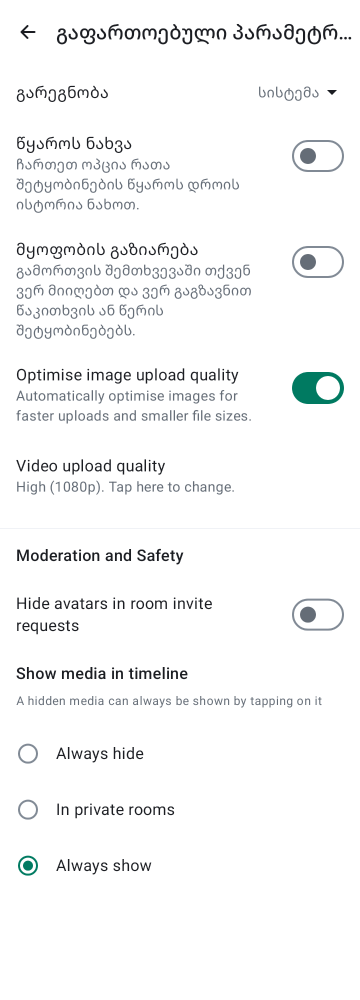 გაფართოებული პარამეტრ...
გარეგნობა
სისტემა
წყაროს ნახვა
ჩართეთ ოპცია რათა
შეტყობინების წყაროს დროის
ისტორია ნახოთ.
მყოფობის გაზიარება
გამორთვის შემთხვევაში თქვენ
ვერ მიიღებთ და ვერ გაგზავნით
წაკითხვის ან წერის
შეტყობინებებს.
Optimise image upload quality
Automatically optimise images for
faster uploads and smaller file sizes.
Video upload quality
High (1080p). Tap here to change.
Moderation and Safety
Hide avatars in room invite
requests
Show media in timeline
A hidden media can always be shown by tapping on it
Always hide
In private rooms
Always show